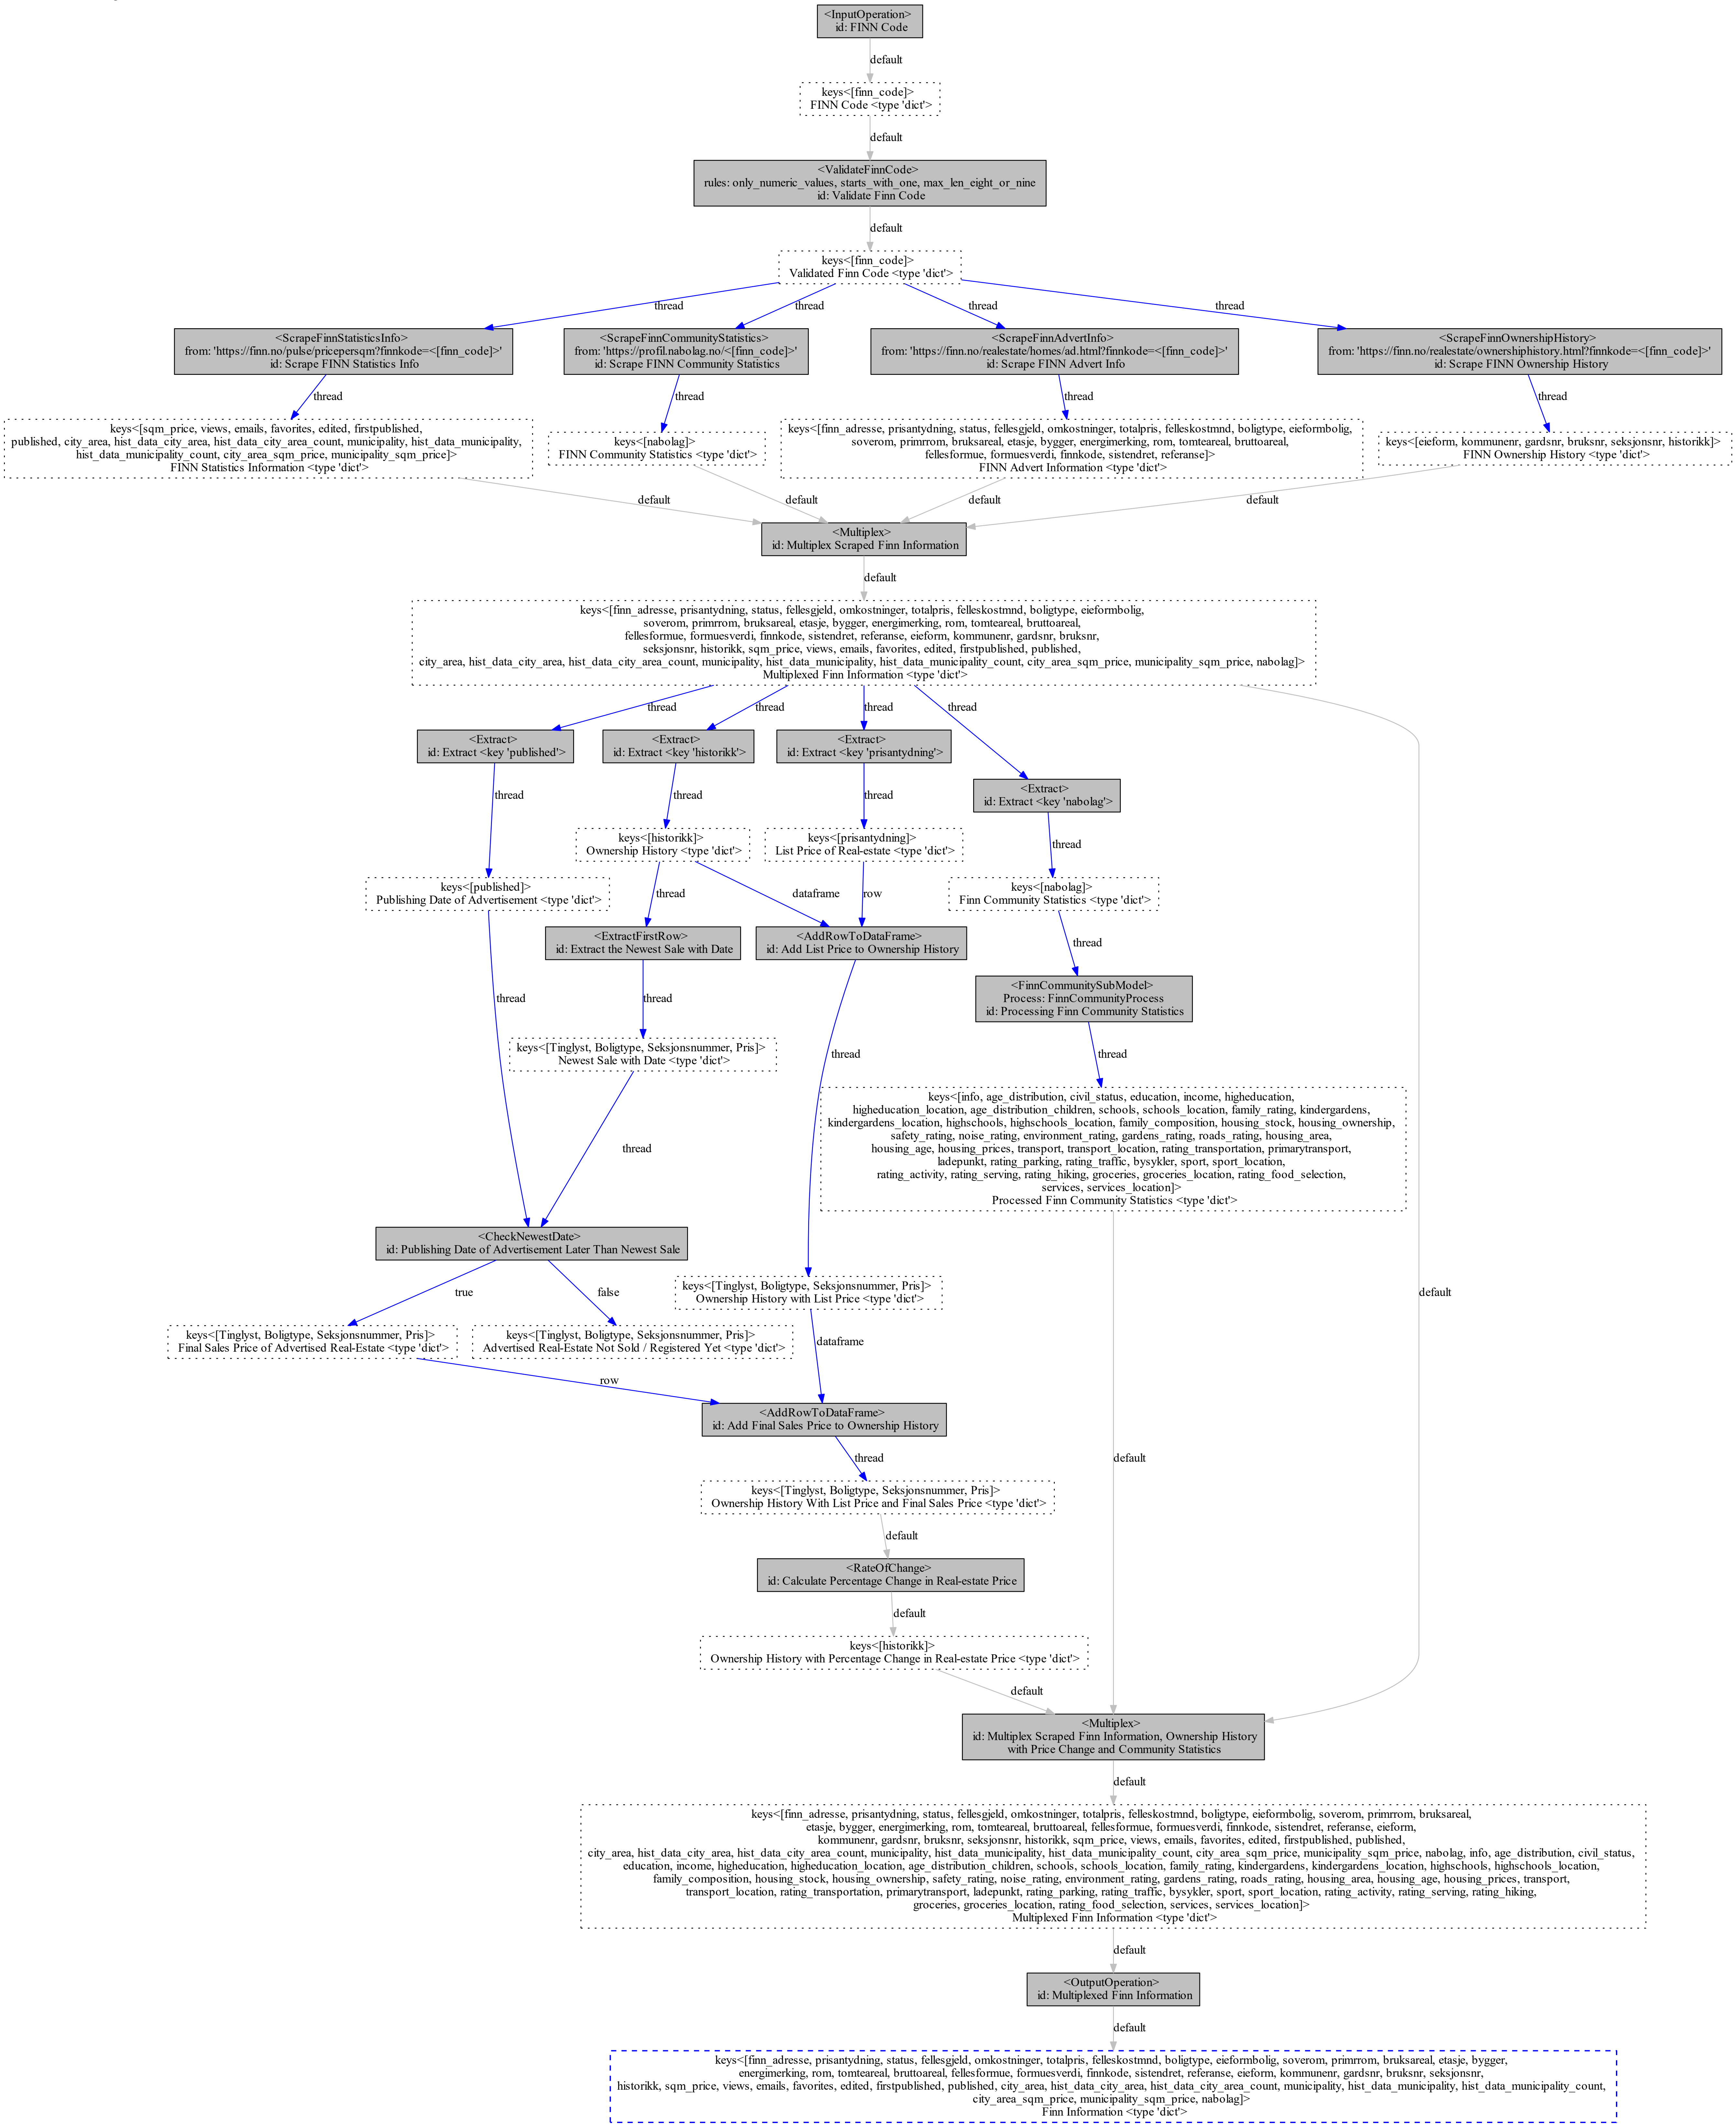 <InputOperation>
id: FINN Code
default
keys<[finn_code]>
FINN Code <type 'dict'>
default
<ValidateFinnCode>
rules: only_numeric_values, starts_with_one, max_len_eight_or_nine
id: Validate Finn Code
default
keys<[finn_code]>
Validated Finn Code <type 'dict'>
thread
thread
thread
thread
<ScrapeFinnStatisticsInfo>
from: 'https://finn.no/pulse/pricepersqm?finnkode=<[finn_code]>'
id: Scrape FINN Statistics Info
<ScrapeFinnCommunityStatistics>
from: 'https://profil.nabolag.no/<[finn_code]>'
id: Scrape FINN Community Statistics
<ScrapeFinnAdvertInfo>
from: 'https://finn.no/realestate/homes/ad.html?finnkode=<[finn_code]>'
id: Scrape FINN Advert Info
<ScrapeFinnOwnershipHistory>
from: 'https://finn.no/realestate/ownershiphistory.html?finnkode=<[finn_code]>'
id: Scrape FINN Ownership History
thread
thread
thread
thread
keys<[sqm_price, views, emails, favorites, edited, firstpublished,
published, city_area, hist_data_city_area, hist_data_city_area_count, municipality, hist_data_municipality,
hist_data_municipality_count, city_area_sqm_price, municipality_sqm_price]>
FINN Statistics Information <type 'dict'>
keys<[nabolag]>
FINN Community Statistics <type 'dict'>
keys<[finn_adresse, prisantydning, status, fellesgjeld, omkostninger, totalpris, felleskostmnd, boligtype, eieformbolig,
soverom, primrrom, bruksareal, etasje, bygger, energimerking, rom, tomteareal, bruttoareal,
fellesformue, formuesverdi, finnkode, sistendret, referanse]>
FINN Advert Information <type 'dict'>
keys<[eieform, kommunenr, gardsnr, bruksnr, seksjonsnr, historikk]>
FINN Ownership History <type 'dict'>
default
default
default
default
<Multiplex>
id: Multiplex Scraped Finn Information
default
keys<[finn_adresse, prisantydning, status, fellesgjeld, omkostninger, totalpris, felleskostmnd, boligtype, eieformbolig,
soverom, primrrom, bruksareal, etasje, bygger, energimerking, rom, tomteareal, bruttoareal,
fellesformue, formuesverdi, finnkode, sistendret, referanse, eieform, kommunenr, gardsnr, bruksnr,
seksjonsnr, historikk, sqm_price, views, emails, favorites, edited, firstpublished, published,
city_area, hist_data_city_area, hist_data_city_area_count, municipality, hist_data_municipality, hist_data_municipality_count, city_area_sqm_price, municipality_sqm_price, nabolag]>
Multiplexed Finn Information <type 'dict'>
thread
thread
thread
thread
<Extract>
id: Extract <key 'published'>
<Extract>
id: Extract <key 'historikk'>
<Extract>
id: Extract <key 'prisantydning'>
<Extract>
id: Extract <key 'nabolag'>
thread
thread
thread
thread
keys<[historikk]>
Ownership History <type 'dict'>
keys<[prisantydning]>
List Price of Real-estate <type 'dict'>
keys<[published]>
Publishing Date of Advertisement <type 'dict'>
keys<[nabolag]>
Finn Community Statistics <type 'dict'>
thread
dataframe
row
thread
<ExtractFirstRow>
id: Extract the Newest Sale with Date
<AddRowToDataFrame>
id: Add List Price to Ownership History
<FinnCommunitySubModel>
Process: FinnCommunityProcess
id: Processing Finn Community Statistics
thread
thread
thread
thread
keys<[Tinglyst, Boligtype, Seksjonsnummer, Pris]>
Newest Sale with Date <type 'dict'>
keys<[info, age_distribution, civil_status, education, income, higheducation,
higheducation_location, age_distribution_children, schools, schools_location, family_rating, kindergardens,
kindergardens_location, highschools, highschools_location, family_composition, housing_stock, housing_ownership,
safety_rating, noise_rating, environment_rating, gardens_rating, roads_rating, housing_area,
housing_age, housing_prices, transport, transport_location, rating_transportation, primarytransport,
ladepunkt, rating_parking, rating_traffic, bysykler, sport, sport_location,
rating_activity, rating_serving, rating_hiking, groceries, groceries_location, rating_food_selection,
services, services_location]>
Processed Finn Community Statistics <type 'dict'>
thread
<CheckNewestDate>
id: Publishing Date of Advertisement Later Than Newest Sale
keys<[Tinglyst, Boligtype, Seksjonsnummer, Pris]>
Ownership History with List Price <type 'dict'>
true
false
default
keys<[Tinglyst, Boligtype, Seksjonsnummer, Pris]>
Final Sales Price of Advertised Real-Estate <type 'dict'>
keys<[Tinglyst, Boligtype, Seksjonsnummer, Pris]>
Advertised Real-Estate Not Sold / Registered Yet <type 'dict'>
dataframe
row
<AddRowToDataFrame>
id: Add Final Sales Price to Ownership History
thread
default
keys<[Tinglyst, Boligtype, Seksjonsnummer, Pris]>
Ownership History With List Price and Final Sales Price <type 'dict'>
default
<RateOfChange>
id: Calculate Percentage Change in Real-estate Price
default
keys<[historikk]>
Ownership History with Percentage Change in Real-estate Price <type 'dict'>
default
<Multiplex>
id: Multiplex Scraped Finn Information, Ownership History
with Price Change and Community Statistics
default
keys<[finn_adresse, prisantydning, status, fellesgjeld, omkostninger, totalpris, felleskostmnd, boligtype, eieformbolig, soverom, primrrom, bruksareal,
etasje, bygger, energimerking, rom, tomteareal, bruttoareal, fellesformue, formuesverdi, finnkode, sistendret, referanse, eieform,
kommunenr, gardsnr, bruksnr, seksjonsnr, historikk, sqm_price, views, emails, favorites, edited, firstpublished, published,
city_area, hist_data_city_area, hist_data_city_area_count, municipality, hist_data_municipality, hist_data_municipality_count, city_area_sqm_price, municipality_sqm_price, nabolag, info, age_distribution, civil_status,
education, income, higheducation, higheducation_location, age_distribution_children, schools, schools_location, family_rating, kindergardens, kindergardens_location, highschools, highschools_location,
family_composition, housing_stock, housing_ownership, safety_rating, noise_rating, environment_rating, gardens_rating, roads_rating, housing_area, housing_age, housing_prices, transport,
transport_location, rating_transportation, primarytransport, ladepunkt, rating_parking, rating_traffic, bysykler, sport, sport_location, rating_activity, rating_serving, rating_hiking,
groceries, groceries_location, rating_food_selection, services, services_location]>
Multiplexed Finn Information <type 'dict'>
default
<OutputOperation>
id: Multiplexed Finn Information
default
keys<[finn_adresse, prisantydning, status, fellesgjeld, omkostninger, totalpris, felleskostmnd, boligtype, eieformbolig, soverom, primrrom, bruksareal, etasje, bygger,
energimerking, rom, tomteareal, bruttoareal, fellesformue, formuesverdi, finnkode, sistendret, referanse, eieform, kommunenr, gardsnr, bruksnr, seksjonsnr,
historikk, sqm_price, views, emails, favorites, edited, firstpublished, published, city_area, hist_data_city_area, hist_data_city_area_count, municipality, hist_data_municipality, hist_data_municipality_count,
city_area_sqm_price, municipality_sqm_price, nabolag]>
Finn Information <type 'dict'>